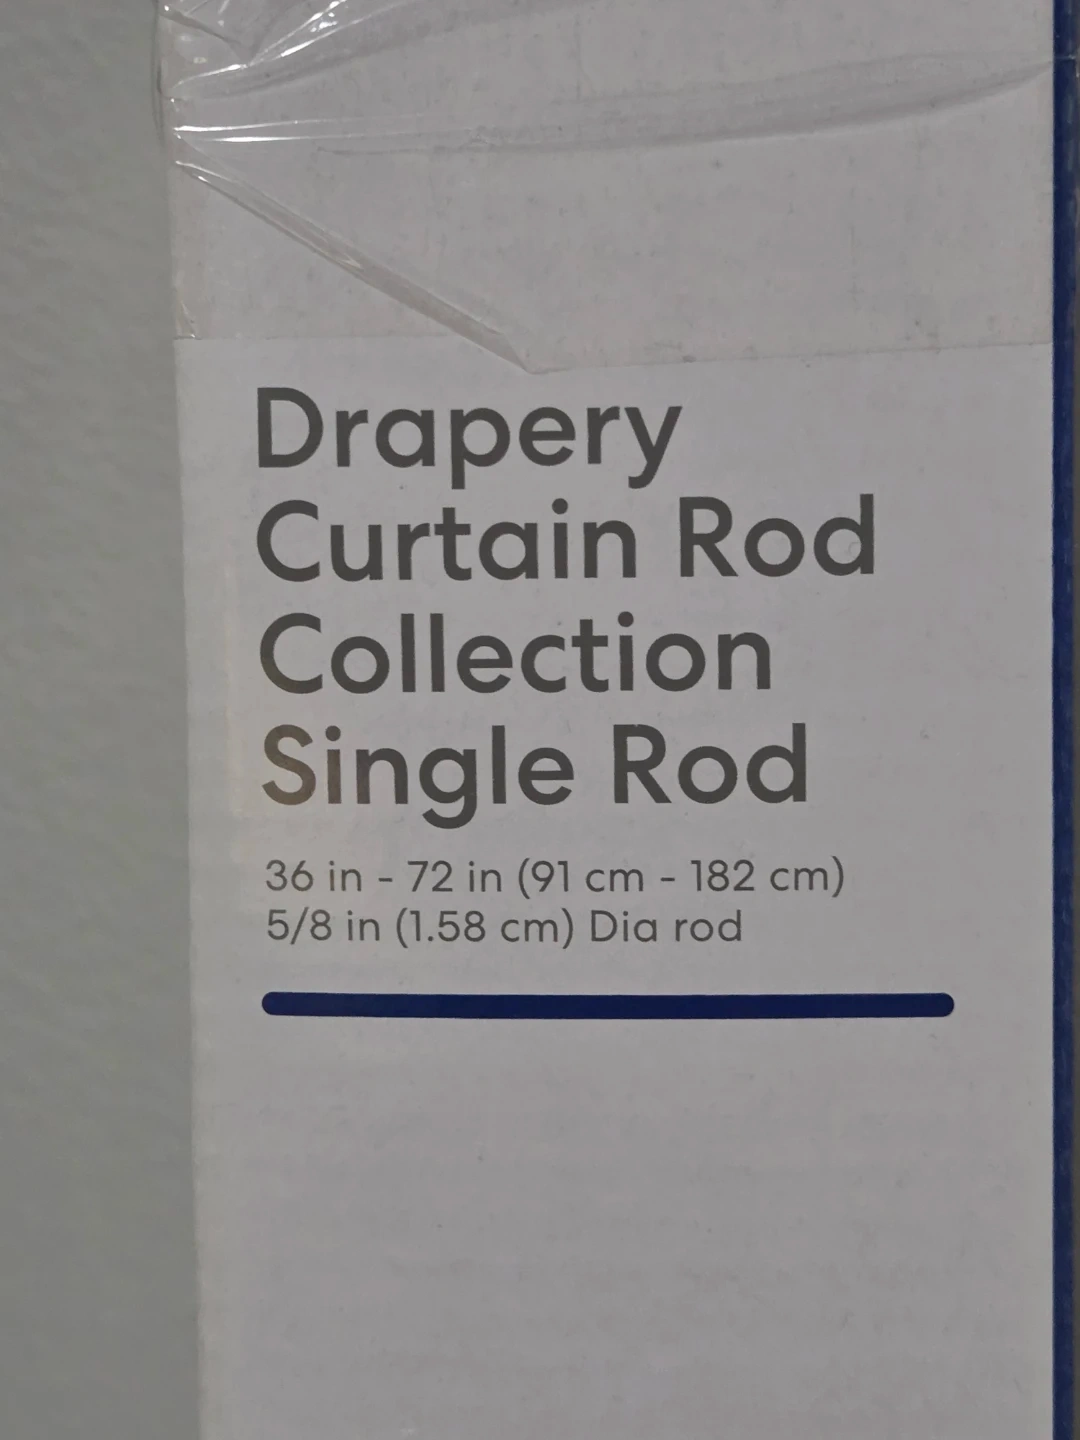 Drapery
Curtain Rod
Collection
Single Rod
36 in - 72 in (91 cm - 182 cm)
5/8 in (1.58 cm) Dia rod